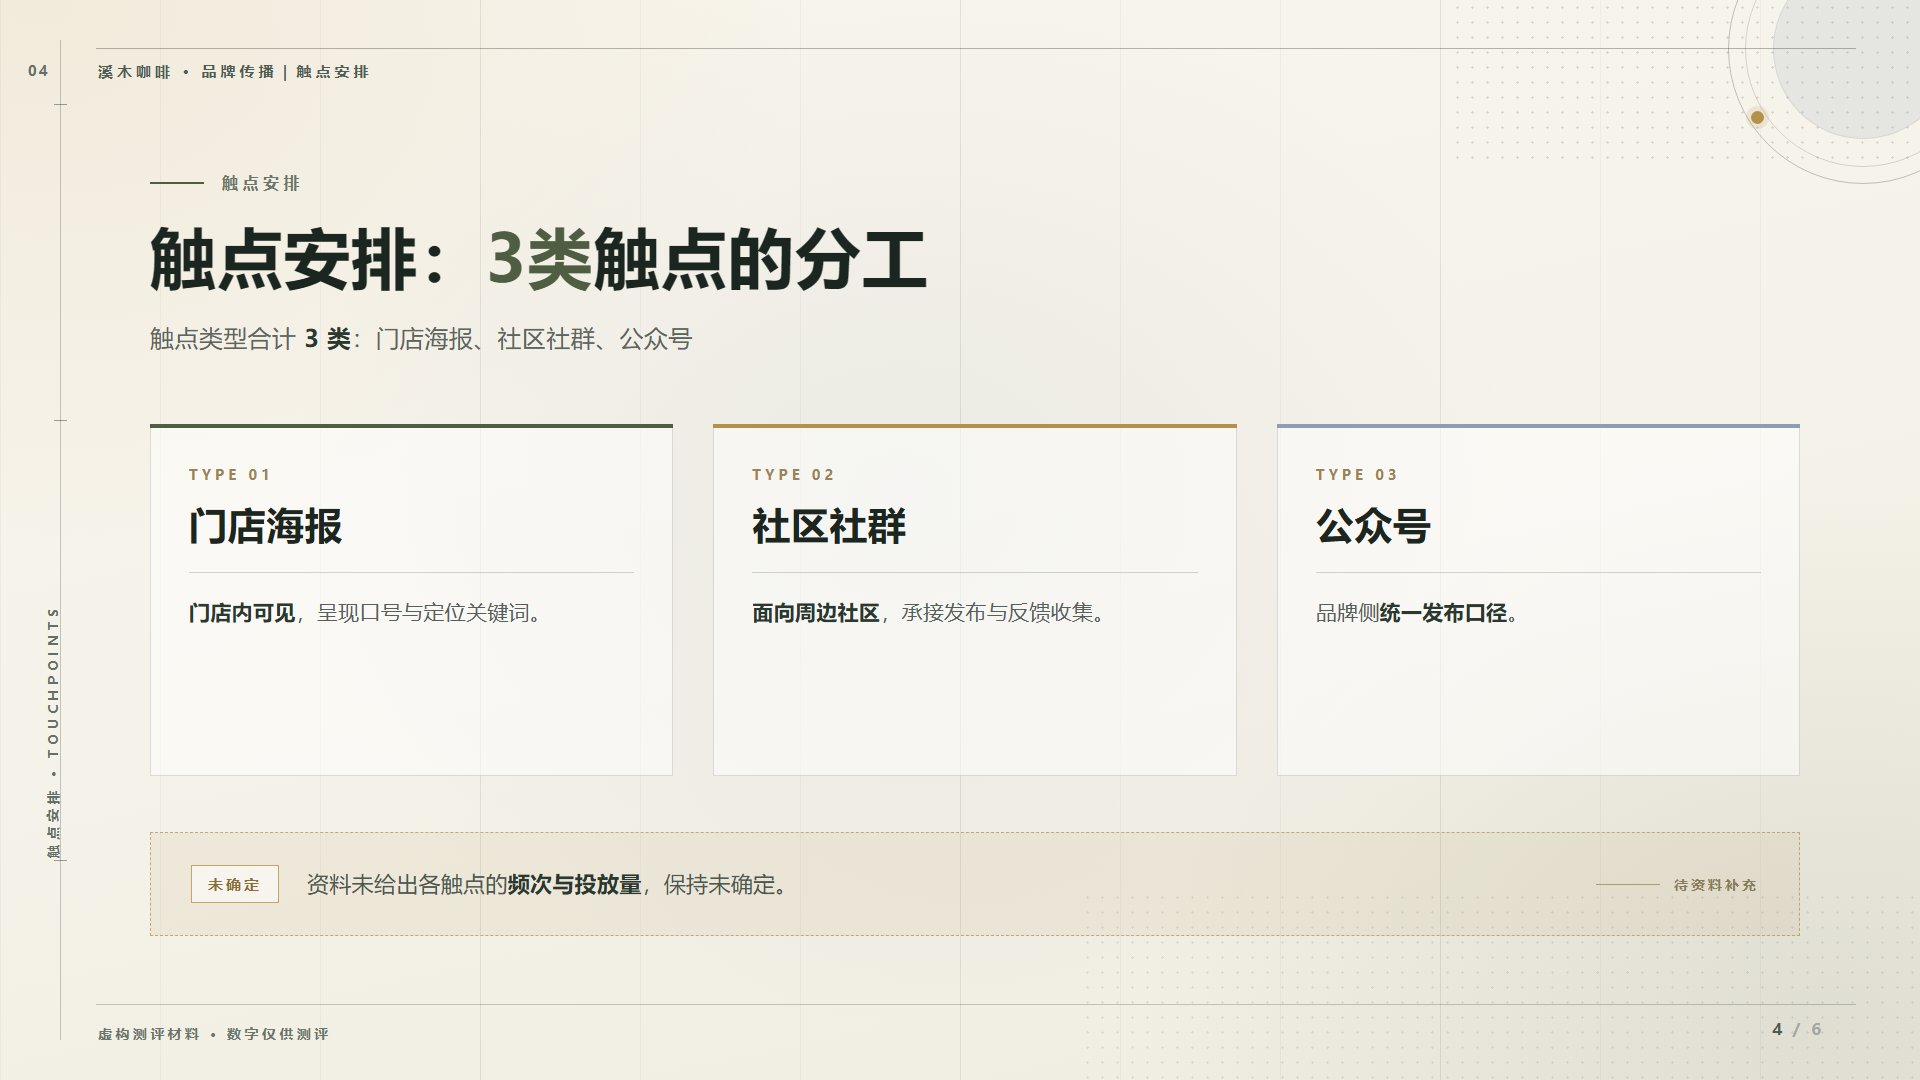 04
溪木咖啡 • 品牌传播 | 触点安排
触点安排
触点安排：3类触点的分工
触点类型合计 3 类：门店海报、社区社群、公众号
TYPE 01
门店海报
门店内可见，呈现口号与定位关键词。
TYPE 02
社区社群
面向周边社区，承接发布与反馈收集。
TYPE 03
公众号
品牌侧统一发布口径。
触点安排 • TOUCHPOINTS
未确定
资料未给出各触点的频次与投放量，保持未确定。
待资料补充
虚构测评材料 • 数字仅供测评
4 / 6